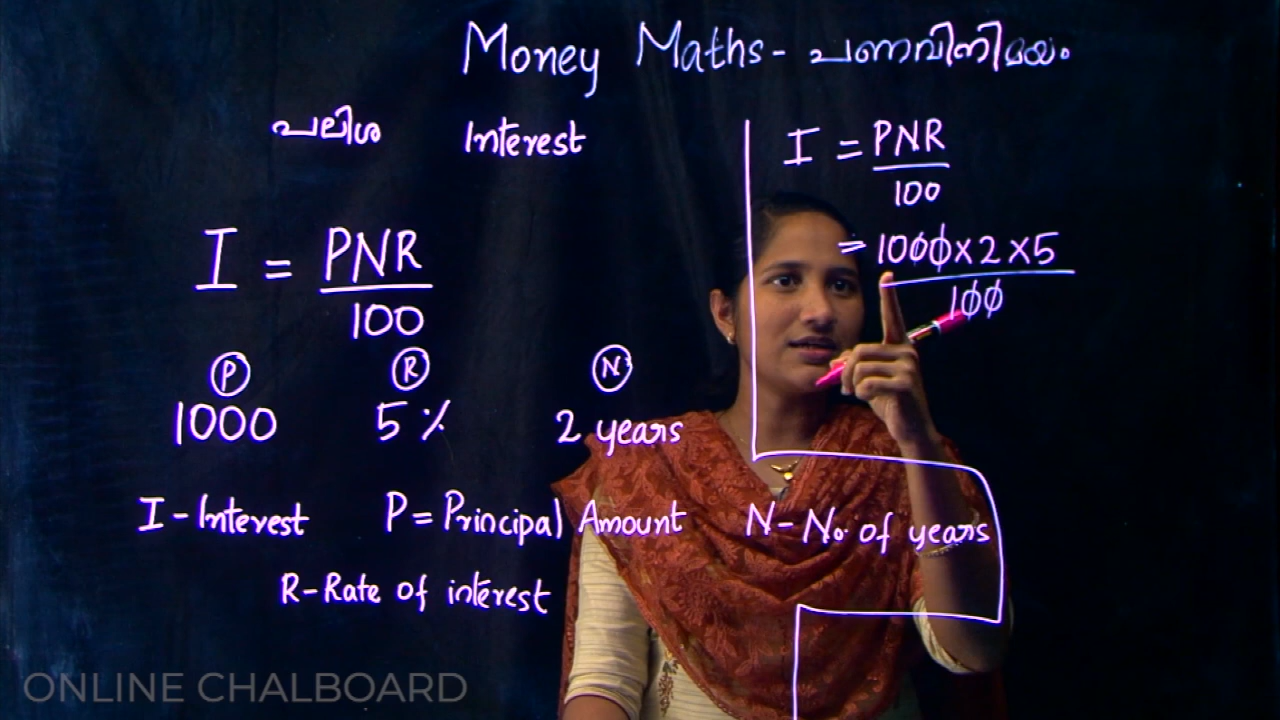 Money Maths - പണവിനിമയം
പലിശ Interest
I = PNR
100
Ⓟ Ⓡ Ⓝ
1000 5% 2 years
I - Interest P = Principal Amount N - No. of years
R - Rate of interest
I = PNR
100
= 1000 x 2 x 5
100
ONLINE CHALBOARD